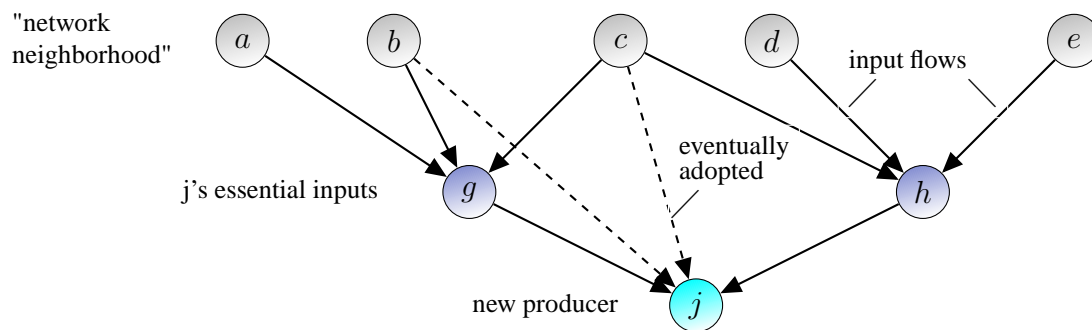 "network
neighborhood"
a
b
c
d
e
input flows
eventually
adopted
j's essential inputs
g
h
new producer
j